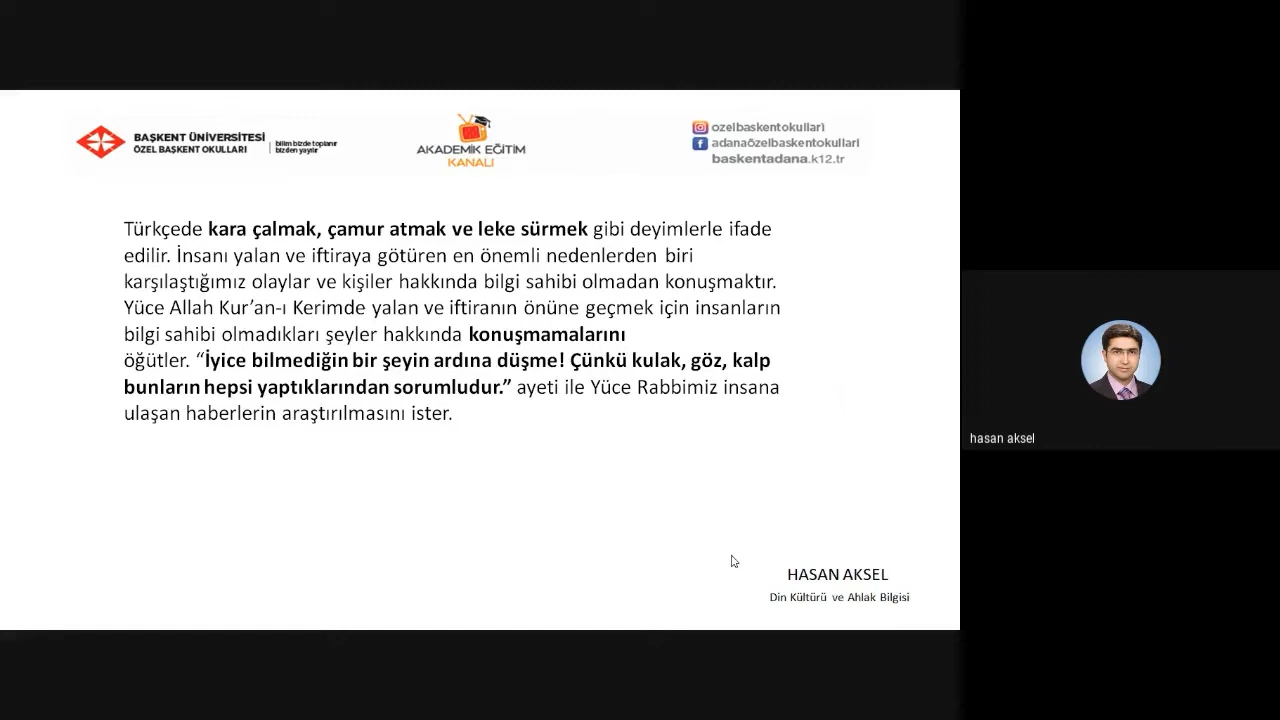 BAŞKENT ÜNİVERSİTESİ
ÖZEL BAŞKENT OKULLARI
bilim bizde toplanır
bizden yayılır
AKADEMİK EĞİTİM
KANALI
ozelbaskentokullari
adanaözelbaskentokullari
baskentadana.k12.tr
Türkçede kara çalmak, çamur atmak ve leke sürmek gibi deyimlerle ifade
edilir. İnsanı yalan ve iftiraya götüren en önemli nedenlerden biri
karşılaştığımız olaylar ve kişiler hakkında bilgi sahibi olmadan konuşmaktır.
Yüce Allah Kur’an-ı Kerimde yalan ve iftiranın önüne geçmek için insanların
bilgi sahibi olmadıkları şeyler hakkında konuşmamalarını
öğütler. “İyice bilmediğin bir şeyin ardına düşme! Çünkü kulak, göz, kalp
bunların hepsi yaptıklarından sorumludur.” ayeti ile Yüce Rabbimiz insana
ulaşan haberlerin araştırılmasını ister.
HASAN AKSEL
Din Kültürü ve Ahlak Bilgisi
hasan aksel